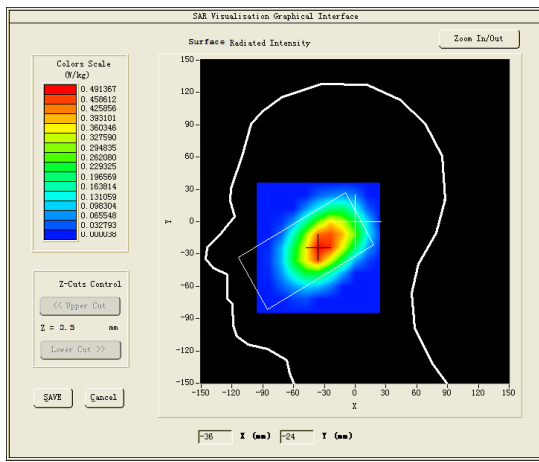 SAR Visualisation Graphical Interface
Surface Radiated Intensity
Zoom In/Out
Colors Scale
(W/kg)
0.491367
0.458612
0.425856
0.393101
0.360346
0.327590
0.294835
0.262080
0.229325
0.196569
0.163814
0.131059
0.098304
0.065548
0.032793
0.000038
Z-Cuts Control
<< Upper Cut
Z = 3.5 mm
Lower Cut >>
SAVE Cancel
150
120
90
60
30
Y 0
-30
-60
-90
-120
-150
-150 -120 -90 -60 -30 0 30 60 90 120 150
X
-36 X (mm) -24 Y (mm)